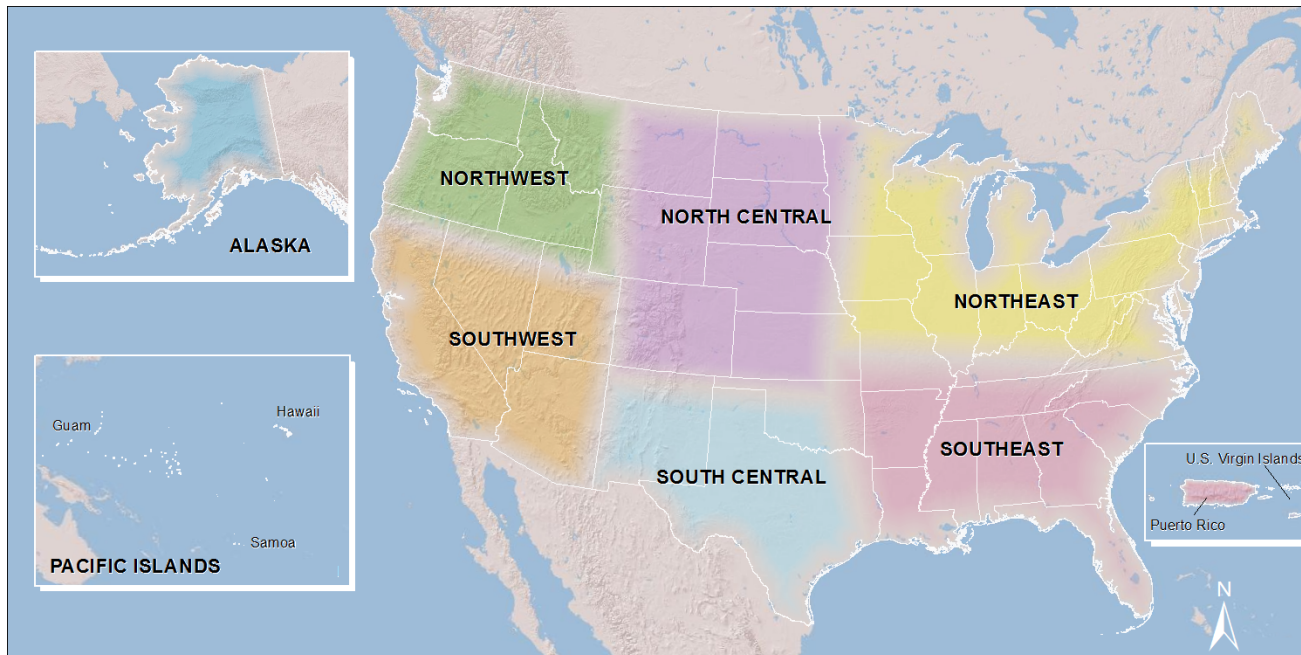 NORTHWEST
NORTH CENTRAL
ALASKA
NORTHEAST
SOUTHWEST
Guam
Hawaii
SOUTHEAST
SOUTH CENTRAL
U.S. Virgin Islands
Puerto Rico
Samoa
PACIFIC ISLANDS
N